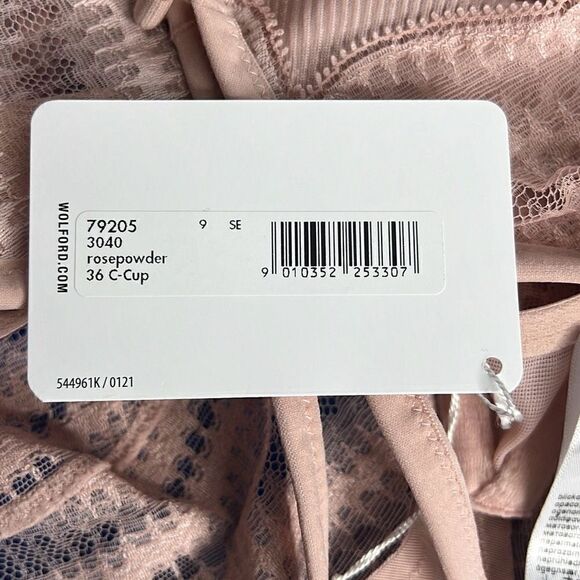 WOLFORD.COM
79205 9 SE
3040
rosepowder
36 C-Cup
9 010352 253307
544961K / 0121